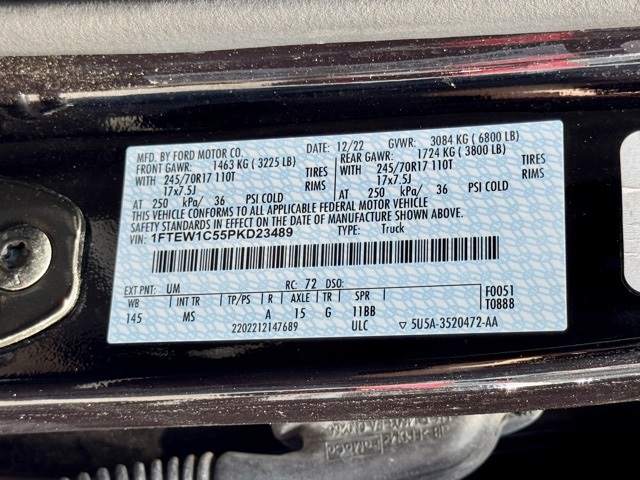 MFD. BY FORD MOTOR CO. 12/22 GVWR: 3084 KG ( 6800 LB)
FRONT GAWR: 1463 KG ( 3225 LB) REAR GAWR: 1724 KG ( 3800 LB)
WITH 245/70R17 110T TIRES WITH 245/70R17 110T TIRES
17x7.5J RIMS 17x7.5J RIMS
AT 250 kPa/ 36 PSI COLD AT 250 kPa/ 36 PSI COLD
THIS VEHICLE CONFORMS TO ALL APPLICABLE FEDERAL MOTOR VEHICLE
SAFETY STANDARDS IN EFFECT ON THE DATE OF MANUFACTURE SHOWN ABOVE.
1FTEW1C55PKD23489 TYPE: Truck
EXT PNT: UM RC: 72 DSO: F0051
WB INT TR TP/PS R AXLE TR SPR T0888
145 MS A 15 G 11BB
2202212147689 ULC 5U5A-3520472-AA